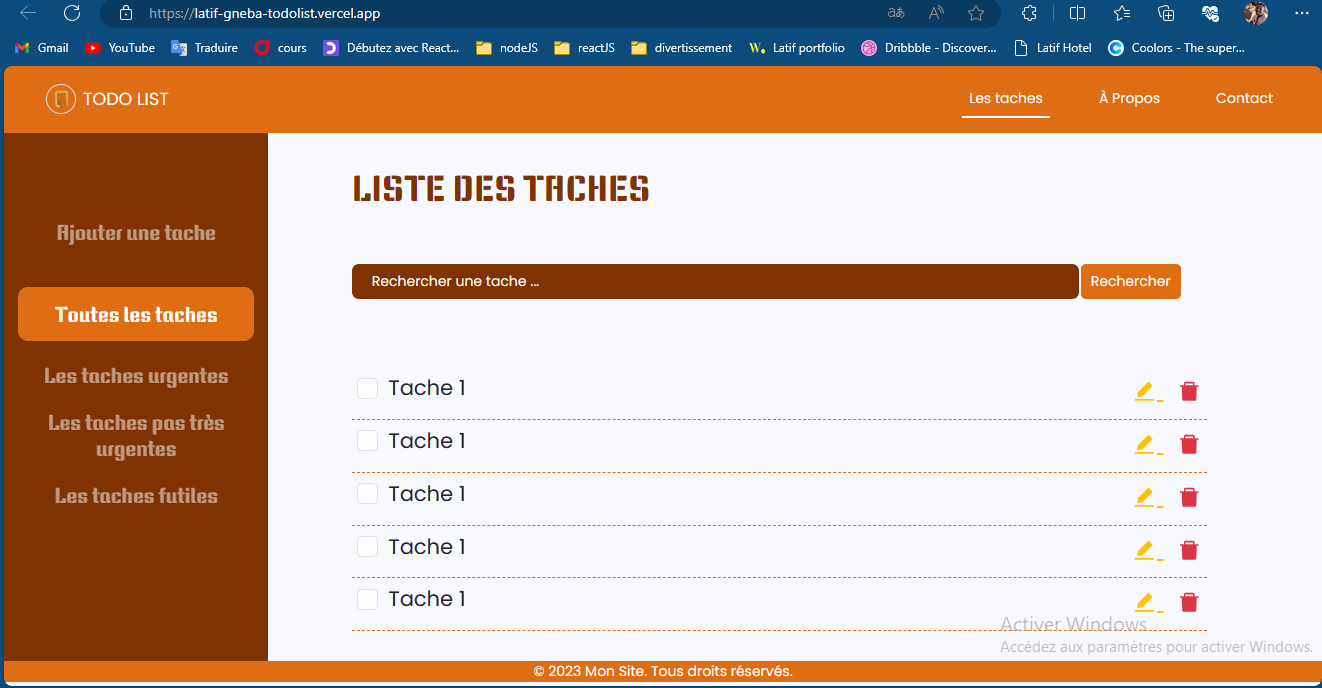 https://latif-gneba-todolist.vercel.app
Gmail YouTube Traduire cours Débutez avec React... nodeJS reactJS divertissement Latif portfolio Dribbble - Discover... Latif Hotel Coolors - The super...
TODO LIST
Les taches À Propos Contact
Ajouter une tache
Toutes les taches
Les taches urgentes
Les taches pas très
urgentes
Les taches futiles
LISTE DES TACHES
Rechercher une tache ...
Rechercher
Tache 1
Tache 1
Tache 1
Tache 1
Tache 1
Activer Windows
Accédez aux paramètres pour activer Windows.
© 2023 Mon Site. Tous droits réservés.